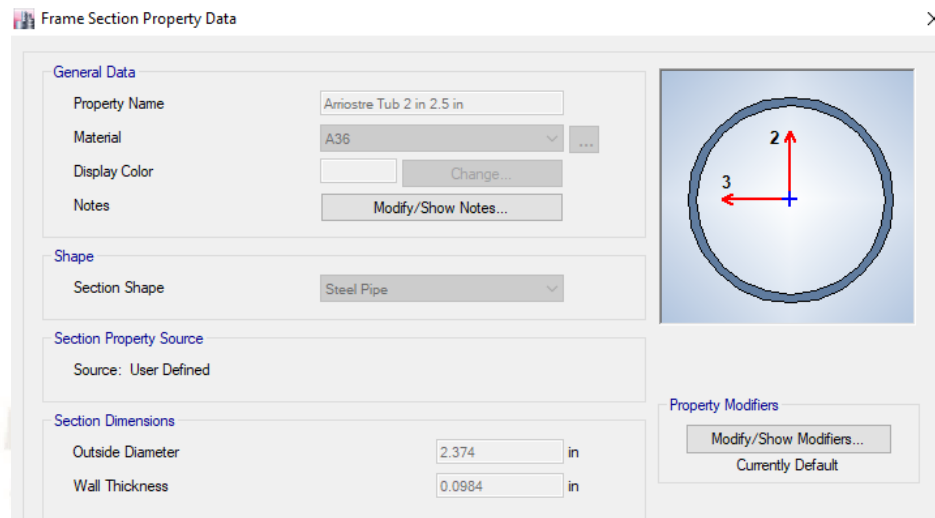 Frame Section Property Data
General Data
Property Name
Arriostre Tub 2 in 2.5 in
Material
A36
...
Display Color
Change...
Notes
Modify/Show Notes...
Shape
Section Shape
Steel Pipe
Section Property Source
Source: User Defined
Section Dimensions
Outside Diameter
2.374
in
Wall Thickness
0.0984
in
2
3
Property Modifiers
Modify/Show Modifiers...
Currently Default